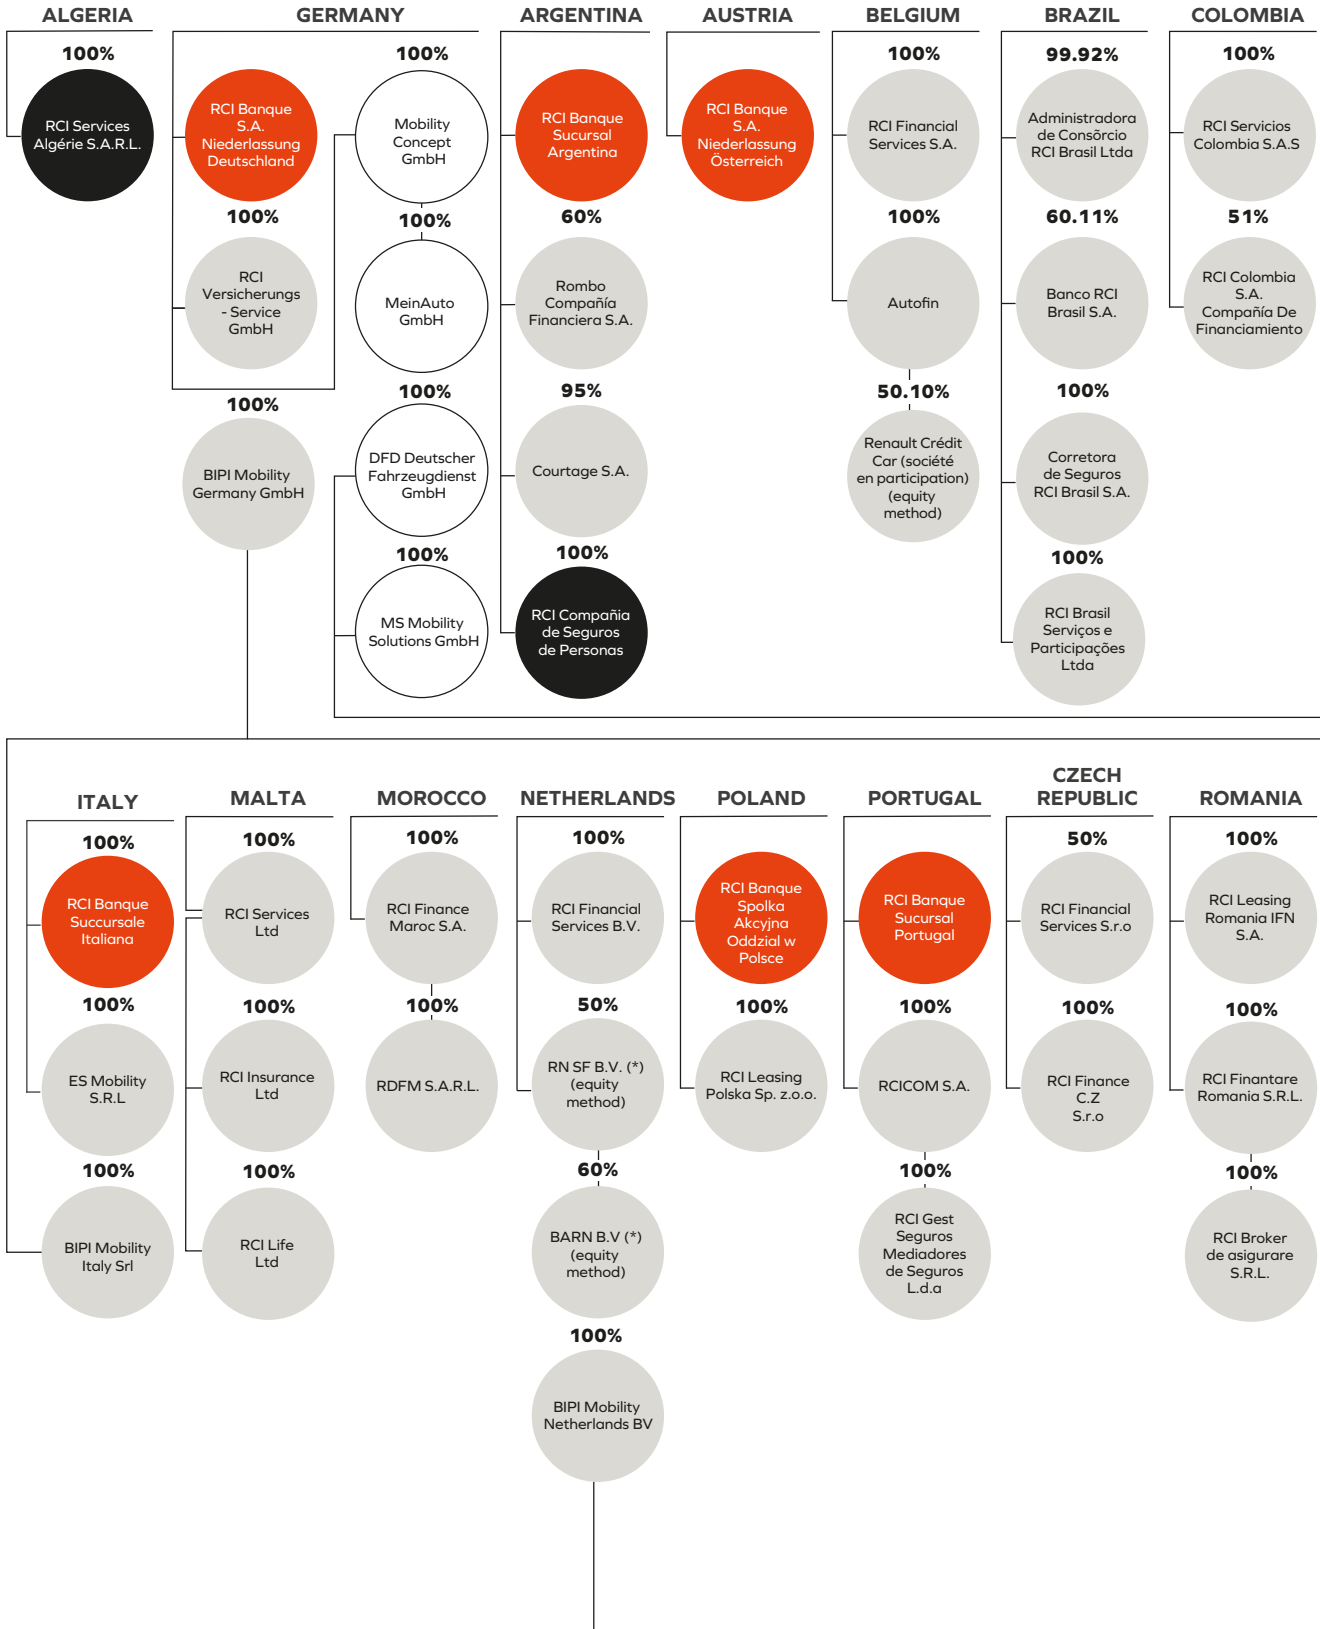 ALGERIA
100%
RCI Services
Algérie S.A.R.L.
GERMANY
RCI Banque
S.A.
Niederlassung
Deutschland
100%
RCI
Versicherungs
- Service
GmbH
100%
BIPI Mobility
Germany GmbH
100%
Mobility
Concept
GmbH
100%
MeinAuto
GmbH
100%
DFD Deutscher
Fahrzeugdienst
GmbH
100%
MS Mobility
Solutions GmbH
ARGENTINA
RCI Banque
Sucursal
Argentina
60%
Rombo
Compañía
Financiera S.A.
95%
Courtage S.A.
100%
RCI Compañia
de Seguros
de Personas
AUSTRIA
RCI Banque
S.A.
Niederlassung
Österreich
BELGIUM
100%
RCI Financial
Services S.A.
100%
Autofin
50.10%
Renault Crédit
Car (société
en participation)
(equity
method)
BRAZIL
99.92%
Administradora
de Consõrcio
RCI Brasil Ltda
60.11%
Banco RCI
Brasil S.A.
100%
Corretora
de Seguros
RCI Brasil S.A.
100%
RCI Brasil
Serviços e
Participações
Ltda
COLOMBIA
100%
RCI Servicios
Colombia S.A.S
51%
RCI Colombia
S.A.
Compañía De
Financiamiento
ITALY
100%
RCI Banque
Succursale
Italiana
100%
ES Mobility
S.R.L
100%
BIPI Mobility
Italy Srl
MALTA
100%
RCI Services
Ltd
100%
RCI Insurance
Ltd
100%
RCI Life
Ltd
MOROCCO
100%
RCI Finance
Maroc S.A.
100%
RDFM S.A.R.L.
NETHERLANDS
100%
RCI Financial
Services B.V.
50%
RN SF B.V. (*)
(equity
method)
60%
BARN B.V (*)
(equity
method)
100%
BIPI Mobility
Netherlands BV
POLAND
RCI Banque
Spolka
Akcyjna
Oddzial w
Polsce
100%
RCI Leasing
Polska Sp. z.o.o.
PORTUGAL
RCI Banque
Sucursal
Portugal
100%
RCICOM S.A.
100%
RCI Gest
Seguros
Mediadores
de Seguros
L.d.a
CZECH
REPUBLIC
50%
RCI Financial
Services S.r.o
100%
RCI Finance
C.Z
S.r.o
ROMANIA
100%
RCI Leasing
Romania IFN
S.A.
100%
RCI Finantare
Romania S.R.L.
100%
RCI Broker
de asigurare
S.R.L.